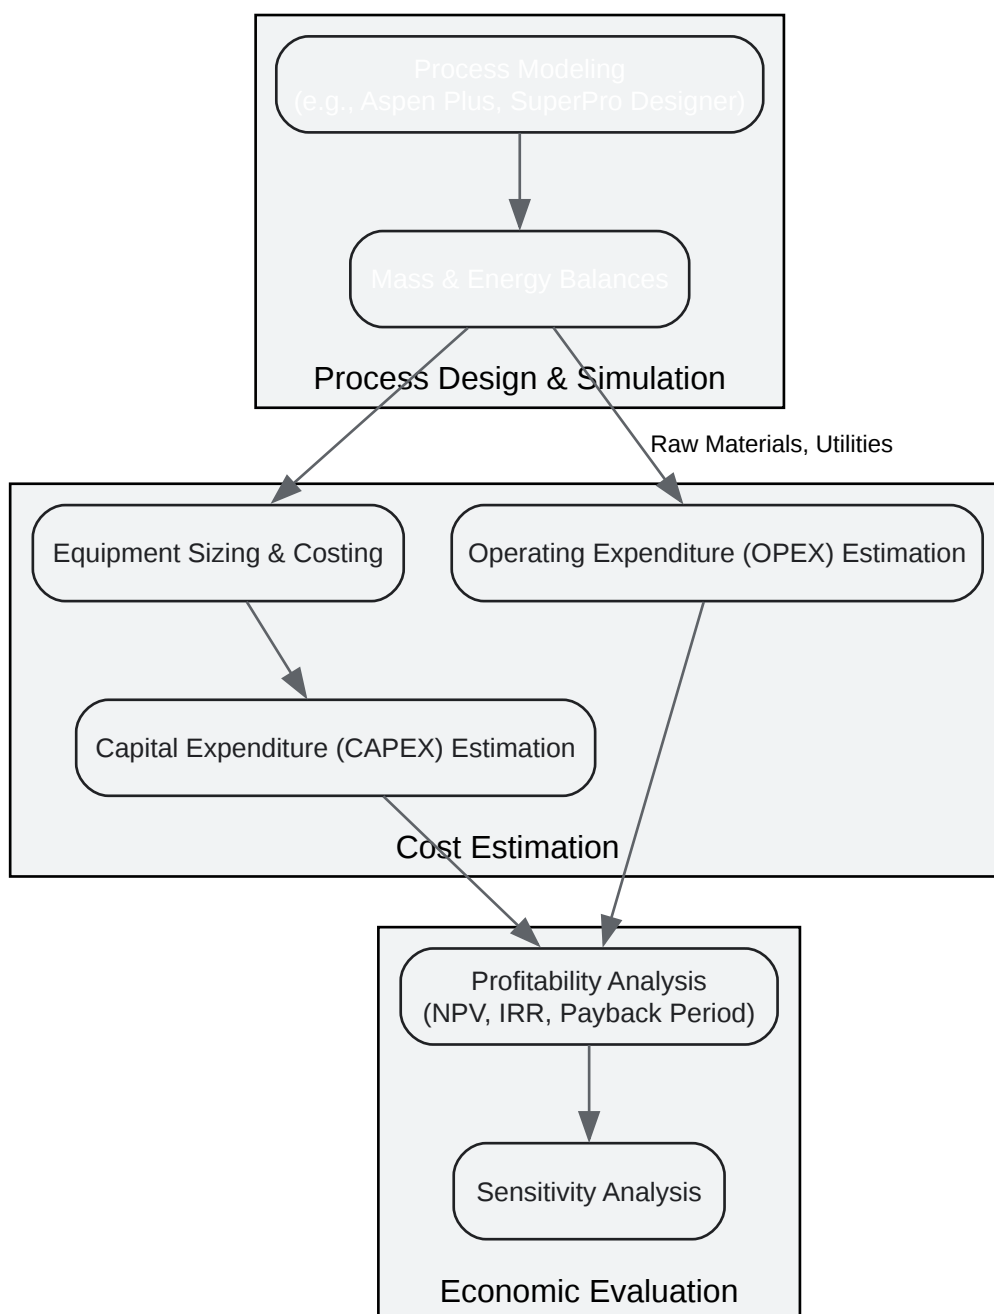 Process Modeling
(e.g., Aspen Plus, SuperPro Designer)
Mass & Energy Balances
Process Design & Simulation
Raw Materials, Utilities
Equipment Sizing & Costing
Operating Expenditure (OPEX) Estimation
Capital Expenditure (CAPEX) Estimation
Cost Estimation
Profitability Analysis
(NPV, IRR, Payback Period)
Sensitivity Analysis
Economic Evaluation